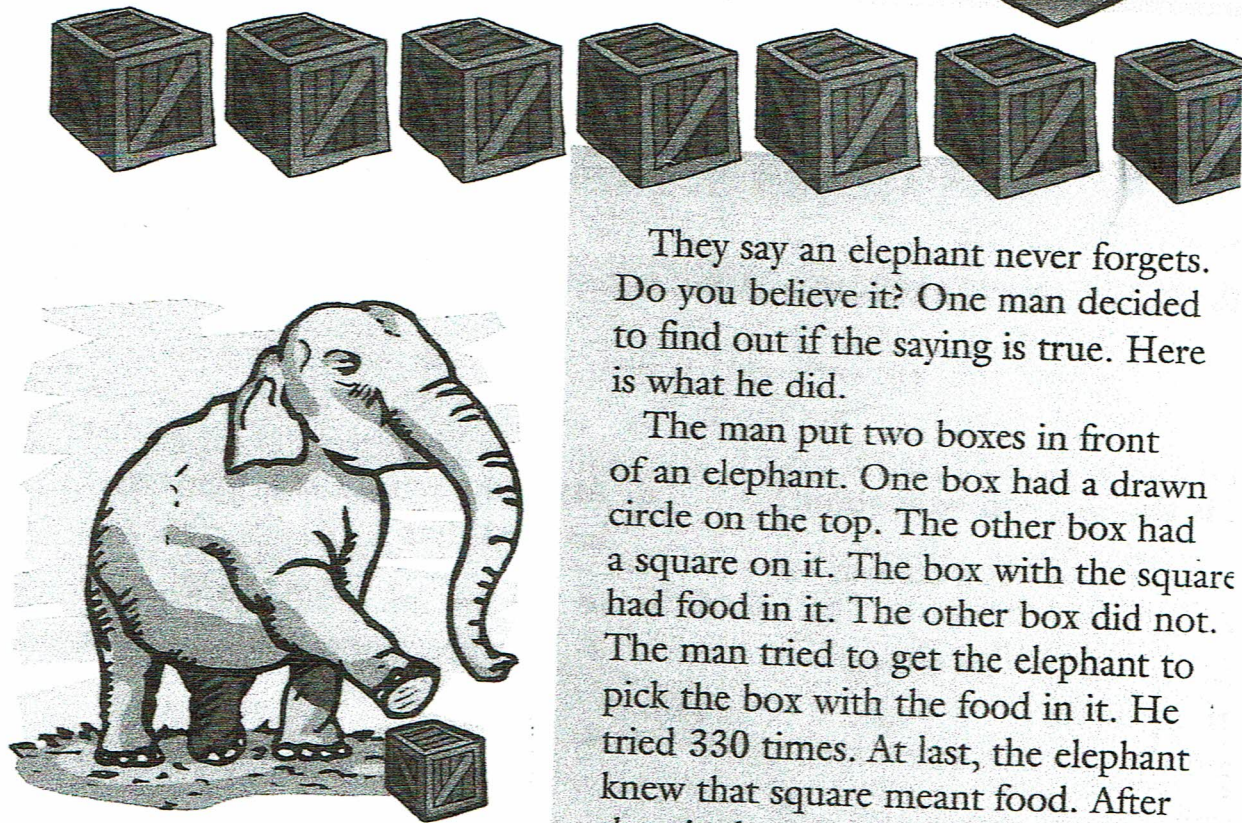 They say an elephant never forgets.
Do you believe it? One man decided
to find out if the saying is true. Here
is what he did.
The man put two boxes in front
of an elephant. One box had a drawn
circle on the top. The other box had
a square on it. The box with the square
had food in it. The other box did not.
The man tried to get the elephant to
pick the box with the food in it. He
tried 330 times. At last, the elephant
knew that square meant food. After